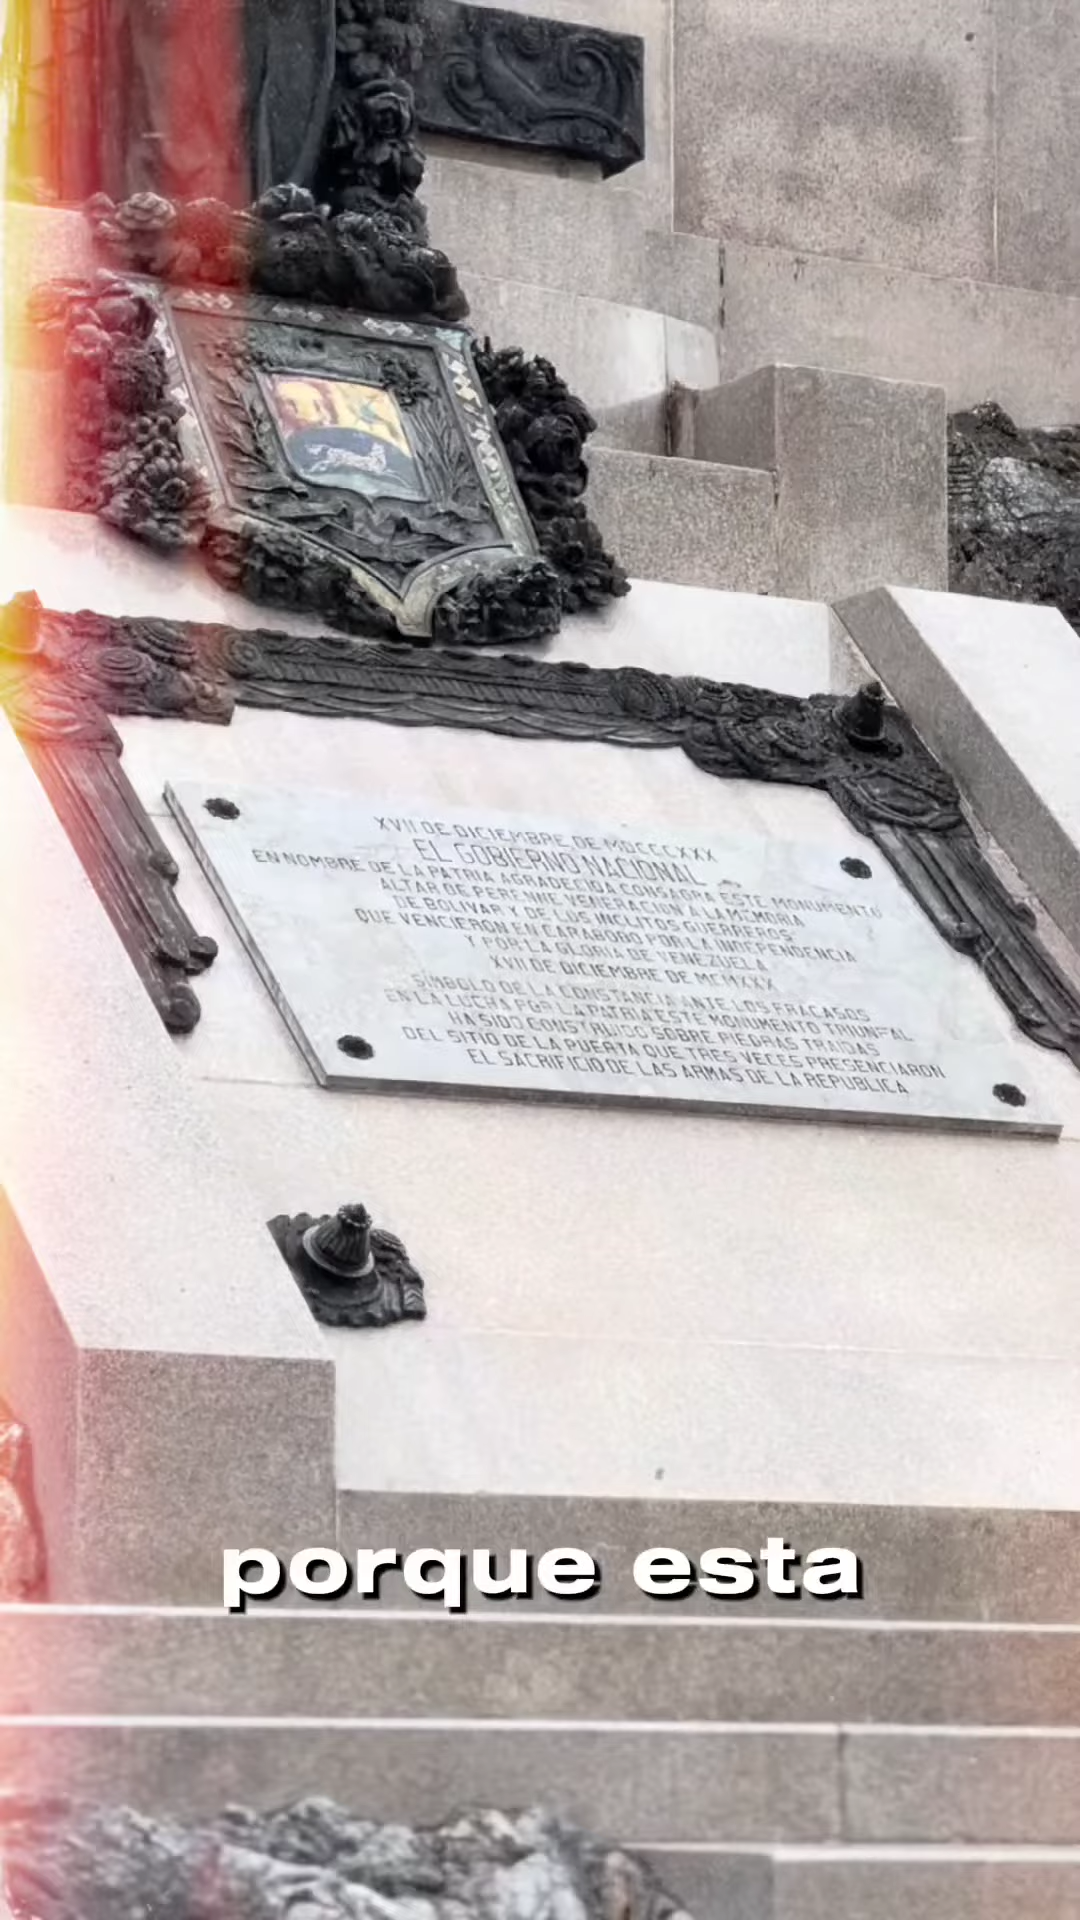 XVII DE DICIEMBRE DE MDCCCXXX
EL GOBIERNO NACIONAL
EN NOMBRE DE LA PATRIA AGRADECIDA CONSAGRA ESTE MONUMENTO
ALTAR DE PERENNE VENERACION A LA MEMORIA
DE BOLIVAR Y DE LOS INCLITOS GUERREROS
QUE VENCIERON EN CARABOBO POR LA INDEPENDENCIA
Y POR LA GLORIA DE VENEZUELA
XVII DE DICIEMBRE DE MCMXXX
SIMBOLO DE LA CONSTANCIA ANTE LOS FRACASOS
EN LA LUCHA POR LA PATRIA ESTE MONUMENTO TRIUNFAL
HA SIDO CONSTRUIDO SOBRE PIEDRAS TRAIDAS
DEL SITIO DE LA PUERTA QUE TRES VECES PRESENCIARON
EL SACRIFICIO DE LAS ARMAS DE LA REPUBLICA
porque esta